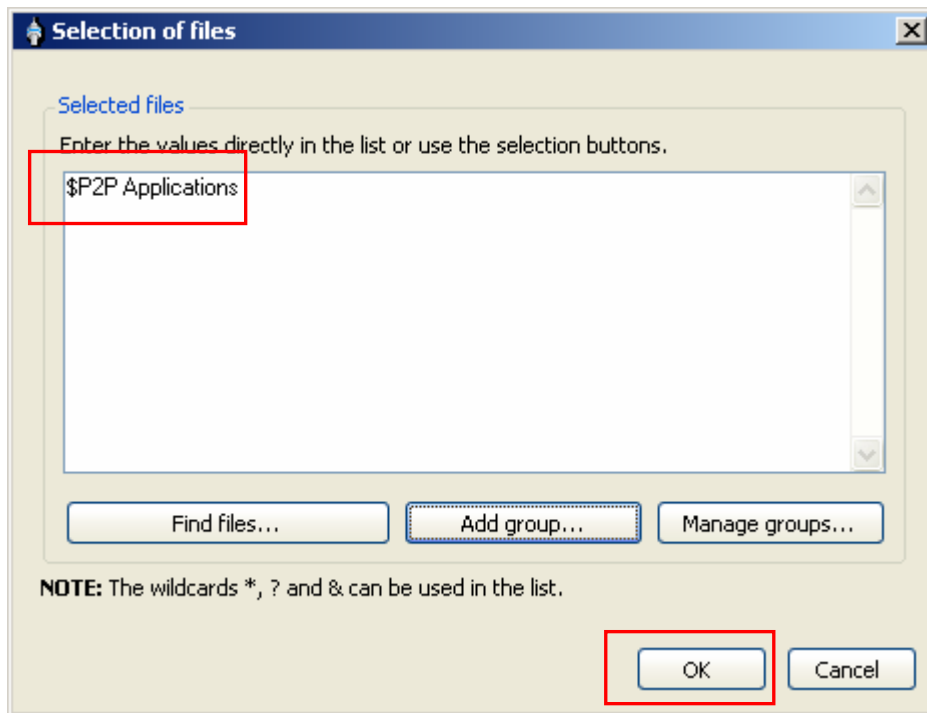 Selection of files
Selected files
Enter the values directly in the list or use the selection buttons.
$P2P Applications
Find files... Add group... Manage groups...
NOTE: The wildcards *, ? and & can be used in the list.
OK Cancel